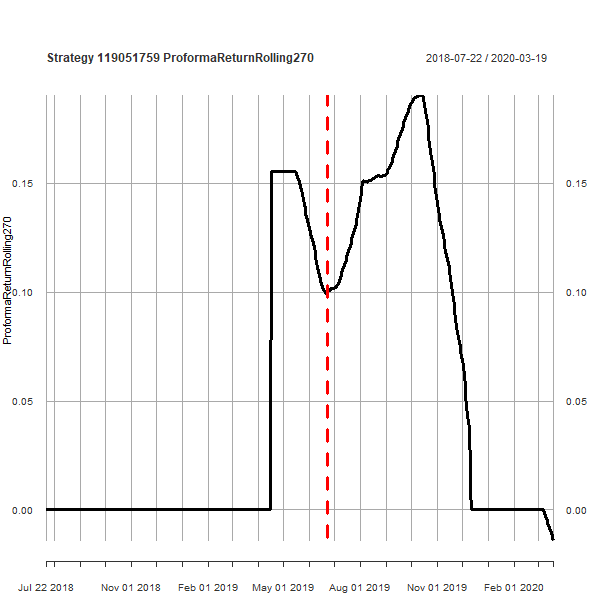 Strategy 119051759 ProformaReturnRolling270
2018-07-22 / 2020-03-19
ProformaReturnRolling270
0.15
0.15
0.10
0.10
0.05
0.05
0.00
0.00
Jul 22 2018
Nov 01 2018
Feb 01 2019
May 01 2019
Aug 01 2019
Nov 01 2019
Feb 01 2020